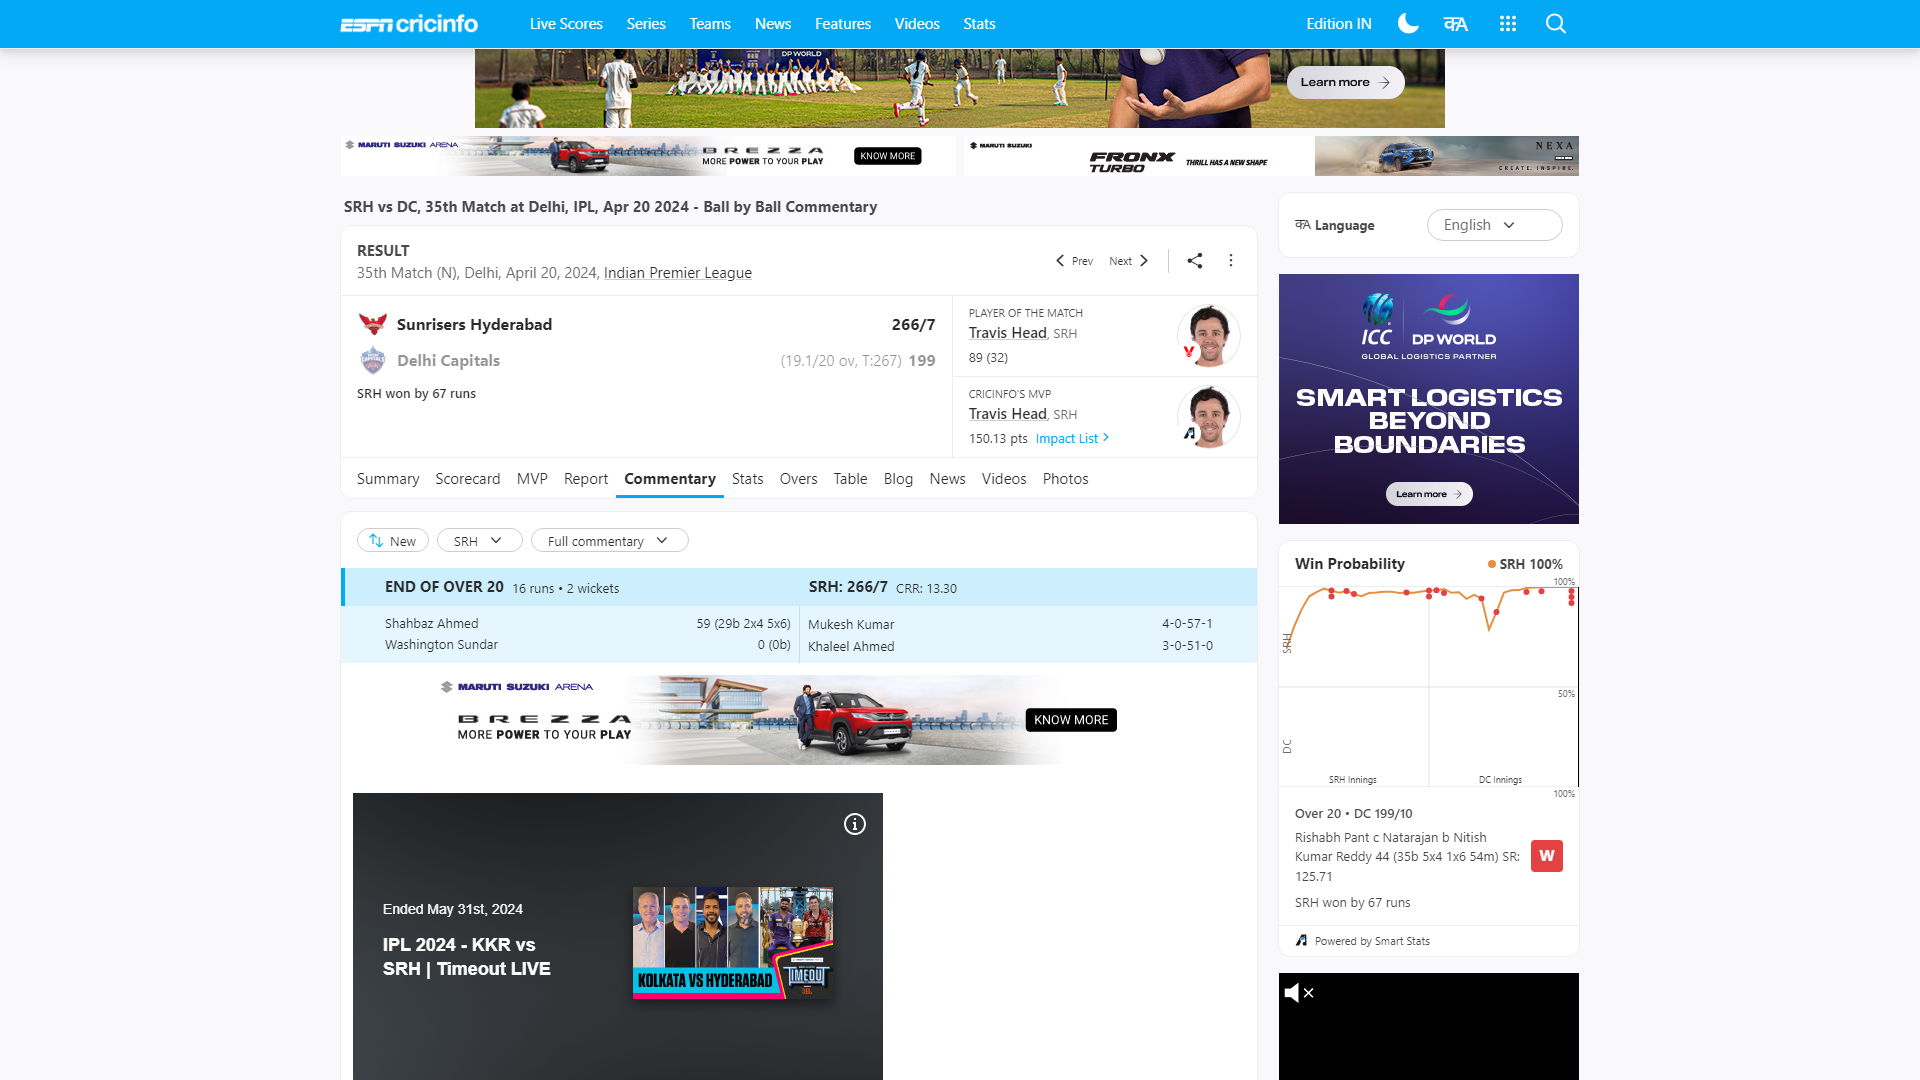 ESPN cricinfo
Live Scores
Series
Teams
News
Features
Videos
Stats
Edition IN
क A
DP WORLD
Learn more
MARUTI SUZUKI ARENA
BREZZA
MORE POWER TO YOUR PLAY
KNOW MORE
MARUTI SUZUKI
FRONX
TURBO
THRILL HAS A NEW SHAPE
NEXA
CREATE. INSPIRE.
SRH vs DC, 35th Match at Delhi, IPL, Apr 20 2024 - Ball by Ball Commentary
RESULT
35th Match (N), Delhi, April 20, 2024, Indian Premier League
Prev
Next
Sunrisers Hyderabad 266/7
Delhi Capitals (19.1/20 ov, T:267) 199
SRH won by 67 runs
PLAYER OF THE MATCH
Travis Head, SRH
89 (32)
CRICINFO'S MVP
Travis Head, SRH
150.13 pts Impact List
Summary
Scorecard
MVP
Report
Commentary
Stats
Overs
Table
Blog
News
Videos
Photos
New
SRH
Full commentary
END OF OVER 20 16 runs • 2 wickets
SRH: 266/7 CRR: 13.30
Shahbaz Ahmed 59 (29b 2x4 5x6)
Washington Sundar 0 (0b)
Mukesh Kumar 4-0-57-1
Khaleel Ahmed 3-0-51-0
MARUTI SUZUKI ARENA
BREZZA
MORE POWER TO YOUR PLAY
KNOW MORE
Ended May 31st, 2024
IPL 2024 - KKR vs
SRH | Timeout LIVE
KOLKATA VS HYDERABAD
TIMEOUT
कA Language
English
ICC
DP WORLD
GLOBAL LOGISTICS PARTNER
SMART LOGISTICS
BEYOND
BOUNDARIES
Learn more
Win Probability
SRH 100%
100%
SRH
50%
DC
SRH Innings
DC Innings
100%
Over 20 • DC 199/10
Rishabh Pant c Natarajan b Nitish
Kumar Reddy 44 (35b 5x4 1x6 54m) SR:
125.71
W
SRH won by 67 runs
Powered by Smart Stats